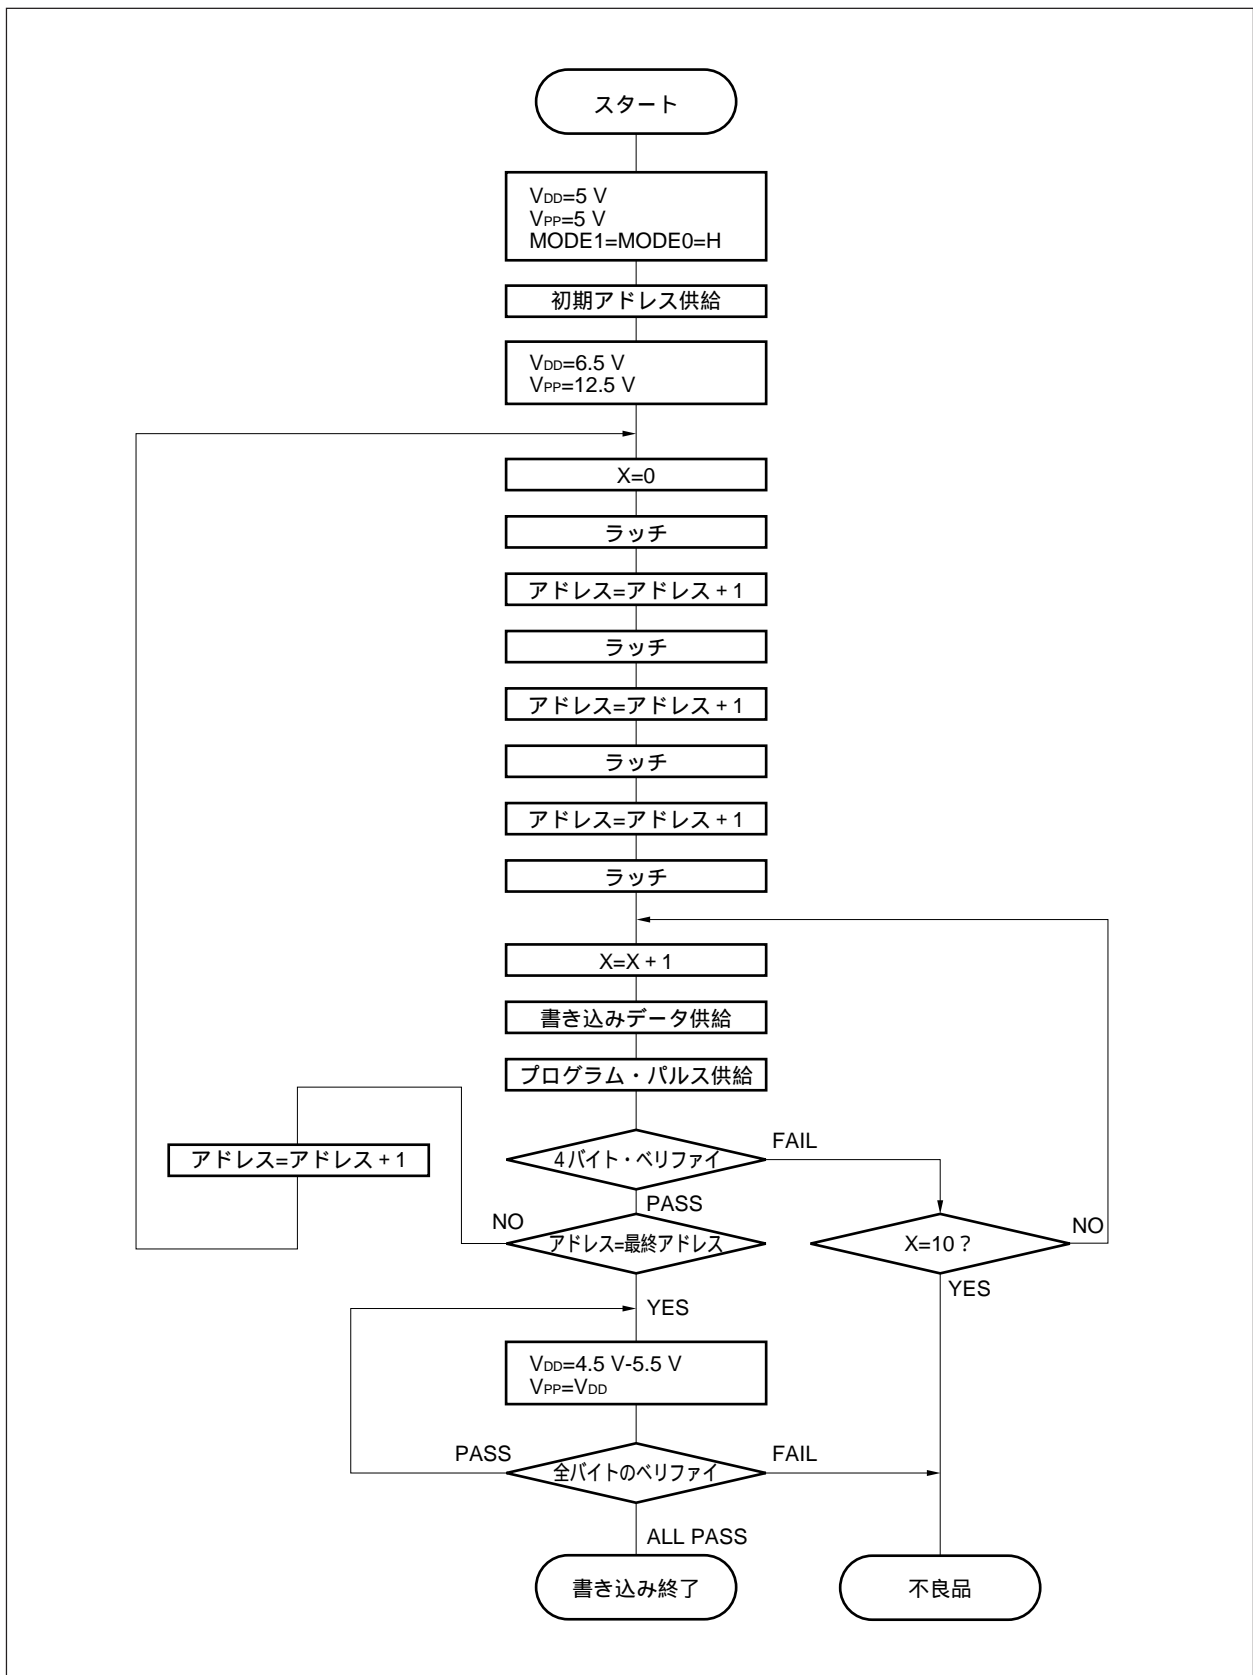 スタート
VDD=5 V
VPP=5 V
MODE1=MODE0=H
初期アドレス供給
VDD=6.5 V
VPP=12.5 V
X=0
ラッチ
アドレス=アドレス + 1
ラッチ
アドレス=アドレス + 1
ラッチ
アドレス=アドレス + 1
ラッチ
X=X + 1
書き込みデータ供給
プログラム・パルス供給
FAIL
アドレス=アドレス + 1
4バイト・ベリファイ
PASS
NO
NO
アドレス=最終アドレス
X=10 ?
YES
YES
VDD=4.5 V-5.5 V
VPP=VDD
PASS
FAIL
全バイトのベリファイ
ALL PASS
書き込み終了
不良品